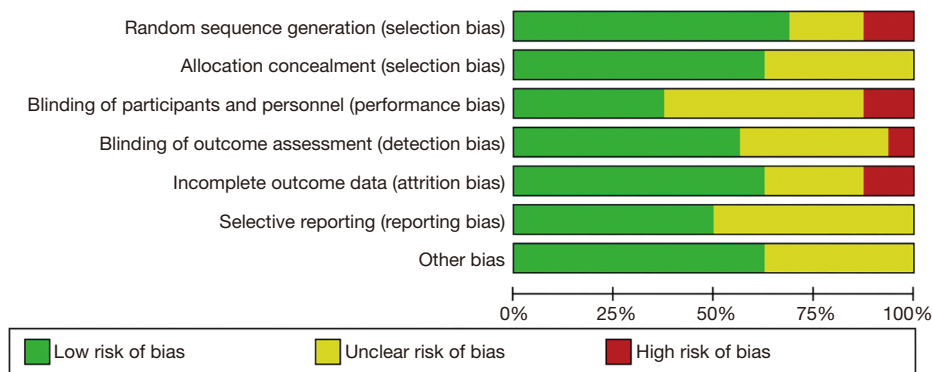 Random sequence generation (selection bias)
Allocation concealment (selection bias)
Blinding of participants and personnel (performance bias)
Blinding of outcome assessment (detection bias)
Incomplete outcome data (attrition bias)
Selective reporting (reporting bias)
Other bias
0% 25% 50% 75% 100%
Low risk of bias Unclear risk of bias High risk of bias